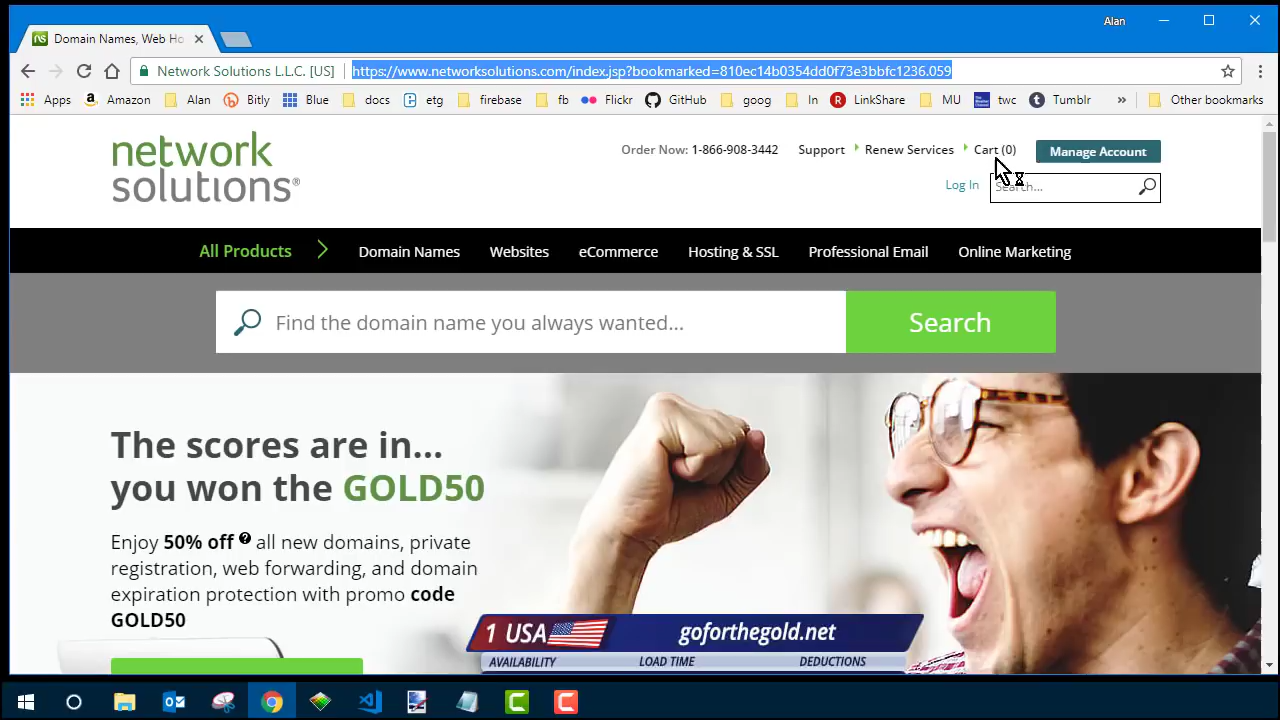 Alan
Domain Names, Web Ho
Network Solutions L.L.C. [US]
https://www.networksolutions.com/index.jsp?bookmarked=810ec14b0354dd0f73e3bbfc1236.059
Apps Amazon Alan Bitly Blue docs etg firebase fb Flickr GitHub goog In LinkShare MU twc Tumblr » Other bookmarks
network
solutions®
Order Now: 1-866-908-3442 Support Renew Services Cart (0) Manage Account
Log In Search...
All Products Domain Names Websites eCommerce Hosting & SSL Professional Email Online Marketing
Find the domain name you always wanted... Search
The scores are in...
you won the GOLD50
Enjoy 50% off ? all new domains, private
registration, web forwarding, and domain
expiration protection with promo code
GOLD50
1 USA goforthegold.net
AVAILABILITY LOAD TIME DEDUCTIONS